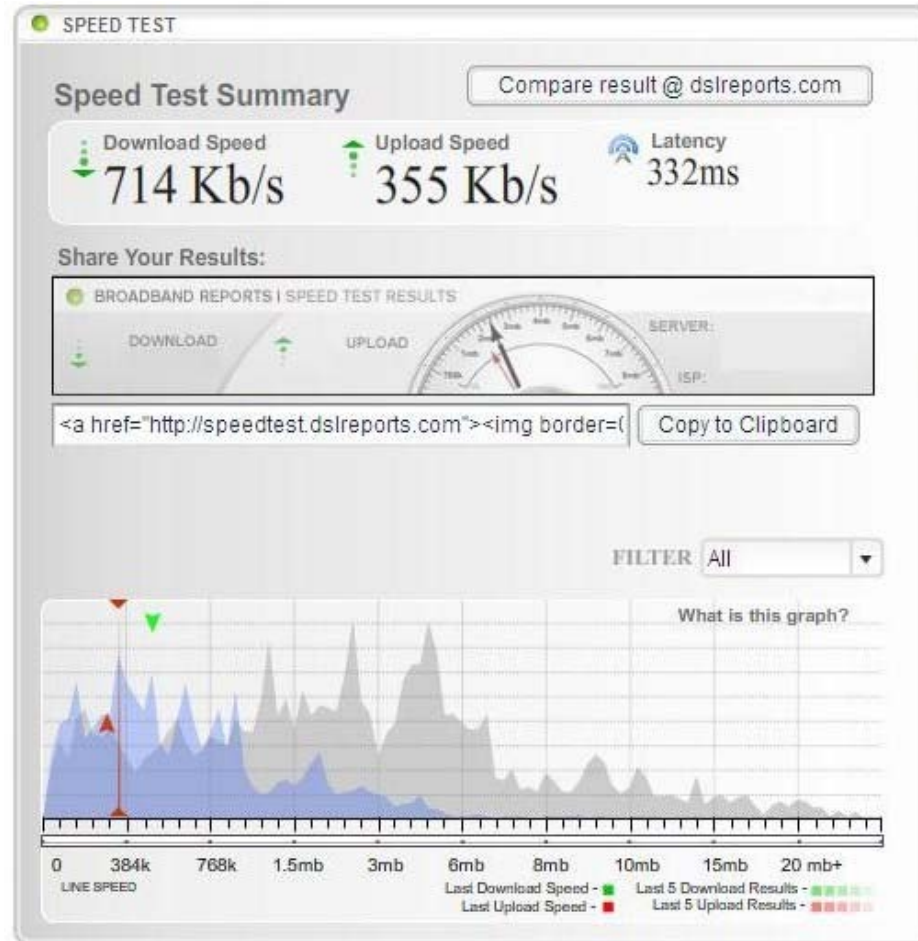 SPEED TEST
Speed Test Summary
Compare result @ dslreports.com
Download Speed
714 Kb/s
Upload Speed
355 Kb/s
Latency
332ms
Share Your Results:
BROADBAND REPORTS | SPEED TEST RESULTS
DOWNLOAD
UPLOAD
SERVER:
ISP:
<a href="http://speedtest.dslreports.com"><img border=(
Copy to Clipboard
FILTER All
What is this graph?
0 384k 768k 1.5mb 3mb 6mb 8mb 10mb 15mb 20 mb+
LINE SPEED
Last Download Speed - Last 5 Download Results -
Last Upload Speed - Last 5 Upload Results -